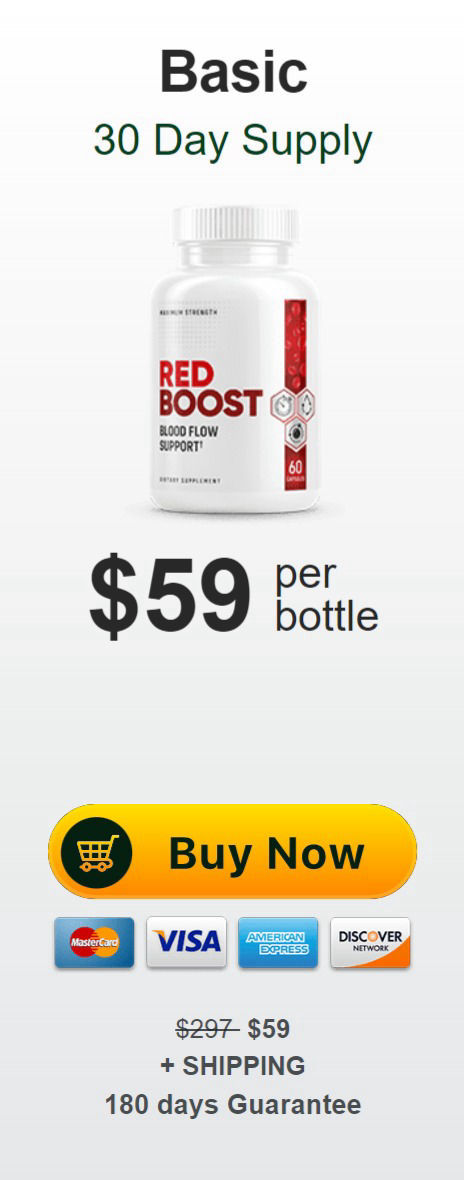 Basic
30 Day Supply
MAXIMUM STRENGTH
RED
BOOST
BLOOD FLOW
SUPPORT†
60
CAPSULES
DIETARY SUPPLEMENT
$59 per
bottle
Buy Now
MasterCard
VISA
AMERICAN
EXPRESS
DISCOVER
NETWORK
$297 $59
+ SHIPPING
180 days Guarantee